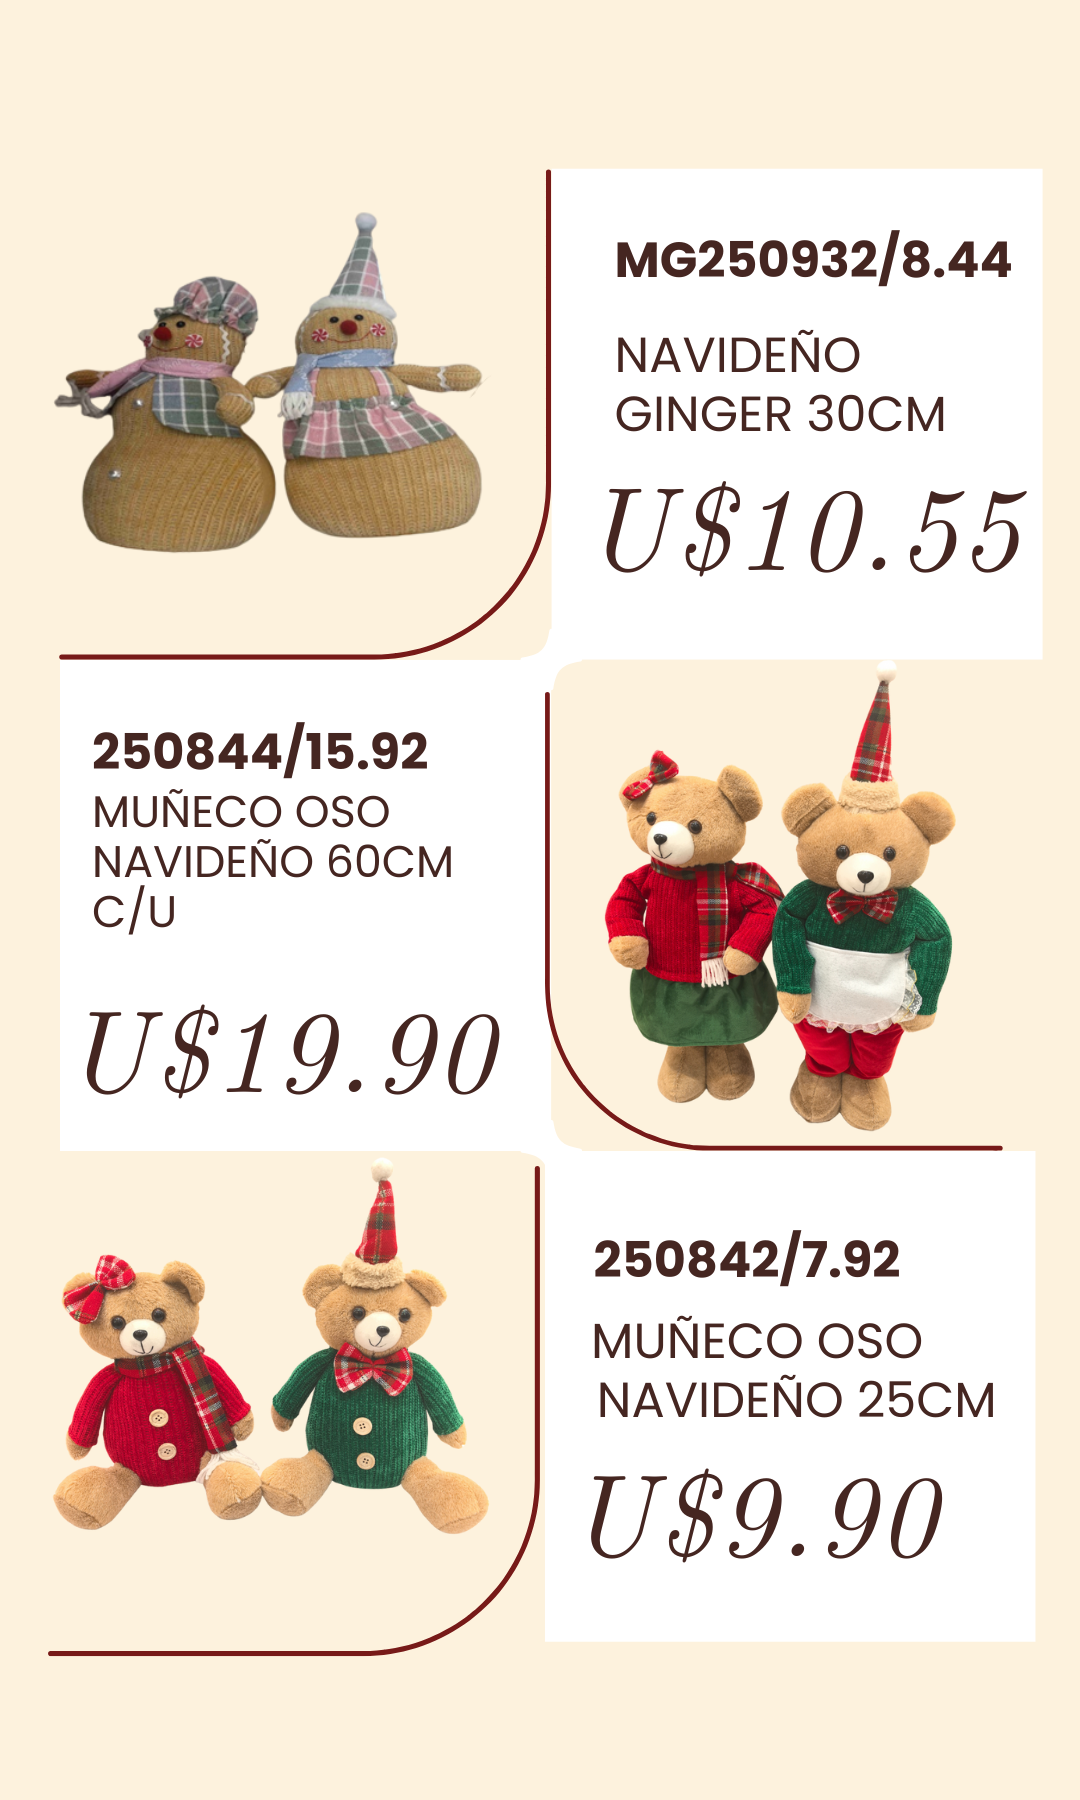 MG250932/8.44
NAVIDEÑO
GINGER 30CM
U$10.55
250844/15.92
MUÑECO OSO
NAVIDEÑO 60CM
C/U
U$19.90
250842/7.92
MUÑECO OSO
NAVIDEÑO 25CM
U$9.90